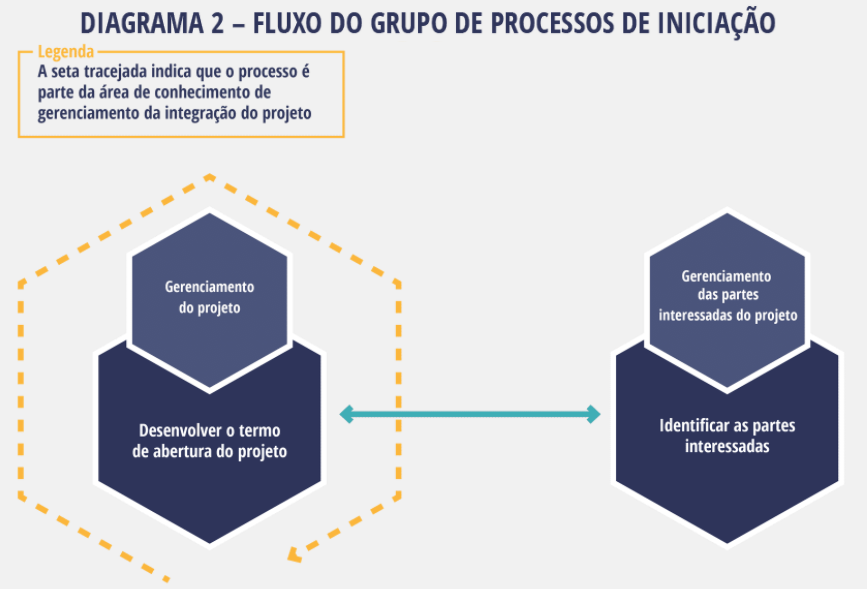 DIAGRAMA 2 – FLUXO DO GRUPO DE PROCESSOS DE INICIAÇÃO
Legenda
A seta tracejada indica que o processo é
parte da área de conhecimento de
gerenciamento da integração do projeto
Gerenciamento
do projeto
Desenvolver o termo
de abertura do projeto
Gerenciamento
das partes
interessadas do projeto
Identificar as partes
interessadas